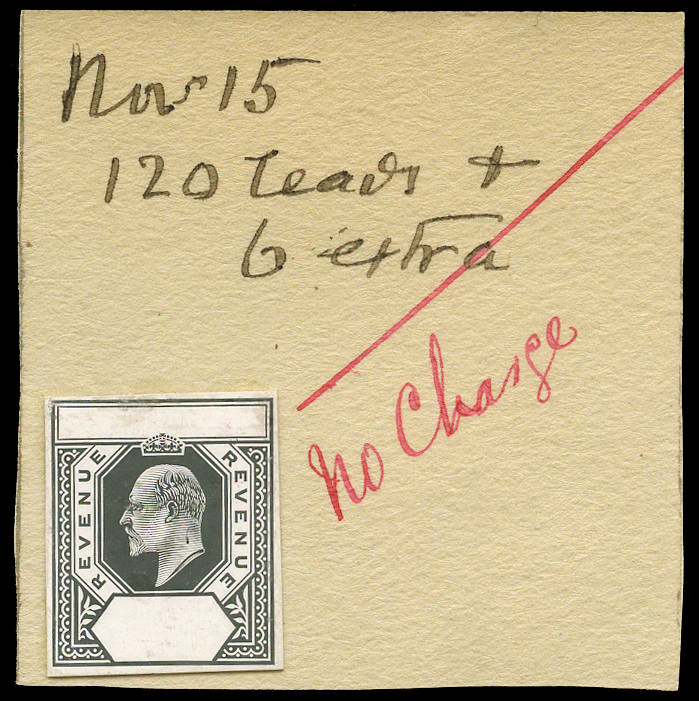 Nov 15
120 leads +
6 extra
No Charge
REVENUE
REVENUE